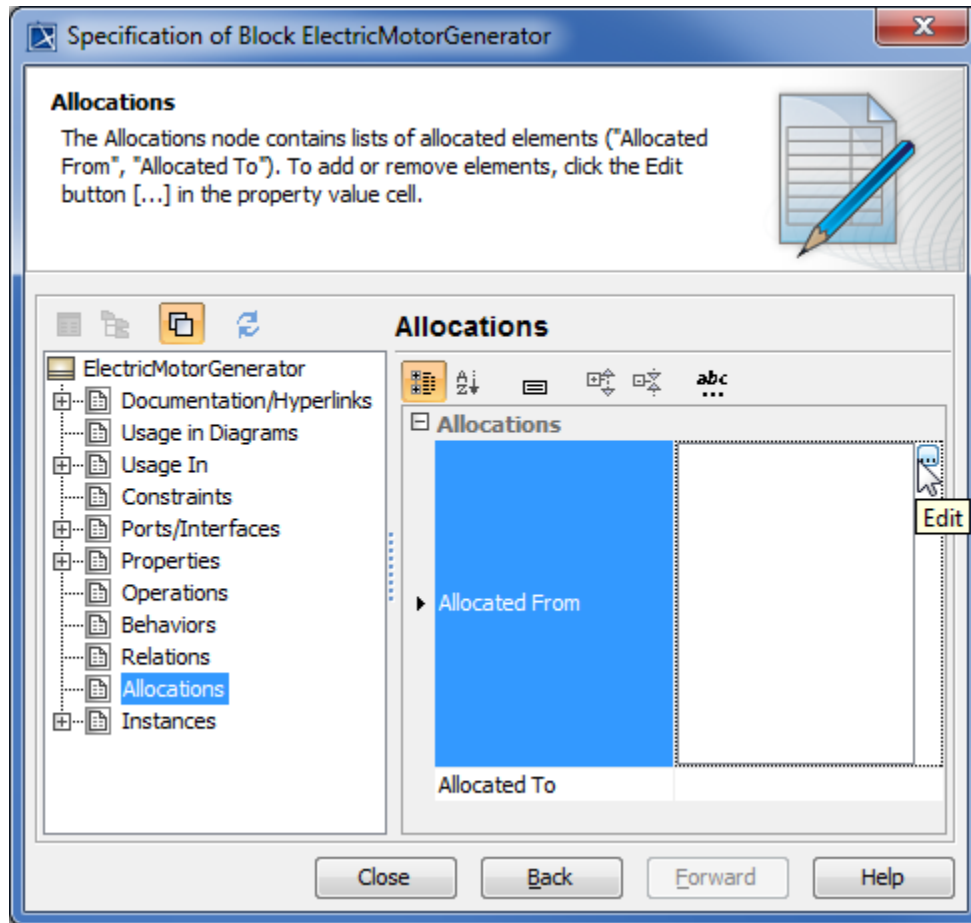 Specification of Block ElectricMotorGenerator
Allocations
The Allocations node contains lists of allocated elements ("Allocated
From", "Allocated To"). To add or remove elements, click the Edit
button [...] in the property value cell.
Allocations
ElectricMotorGenerator
Documentation/Hyperlinks
Usage in Diagrams
Usage In
Constraints
Ports/Interfaces
Properties
Operations
Behaviors
Relations
Allocations
Instances
A
Z
abc
...
Allocations
...
Edit
Allocated From
Allocated To
Close
Back
Forward
Help